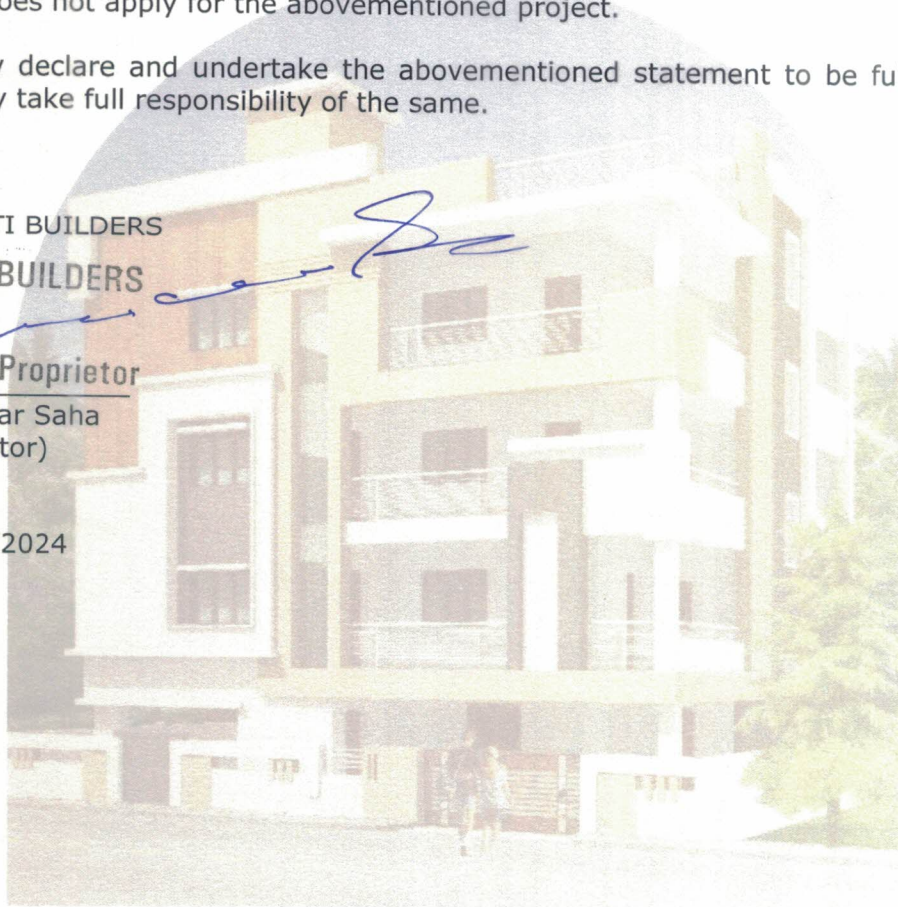 oes not apply for the abovementioned project.
y declare and undertake the abovementioned statement to be fu
y take full responsibility of the same.
TI BUILDERS
BUILDERS
Proprietor
ar Saha
tor)
2024